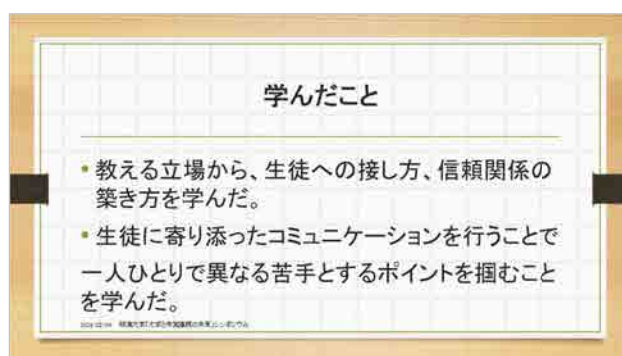 学んだこと
• 教える立場から、生徒への接し方、信頼関係の
築き方を学んだ。
• 生徒に寄り添ったコミュニケーションを行うことで
一人ひとりで異なる苦手とするポイントを掴むこと
を学んだ。